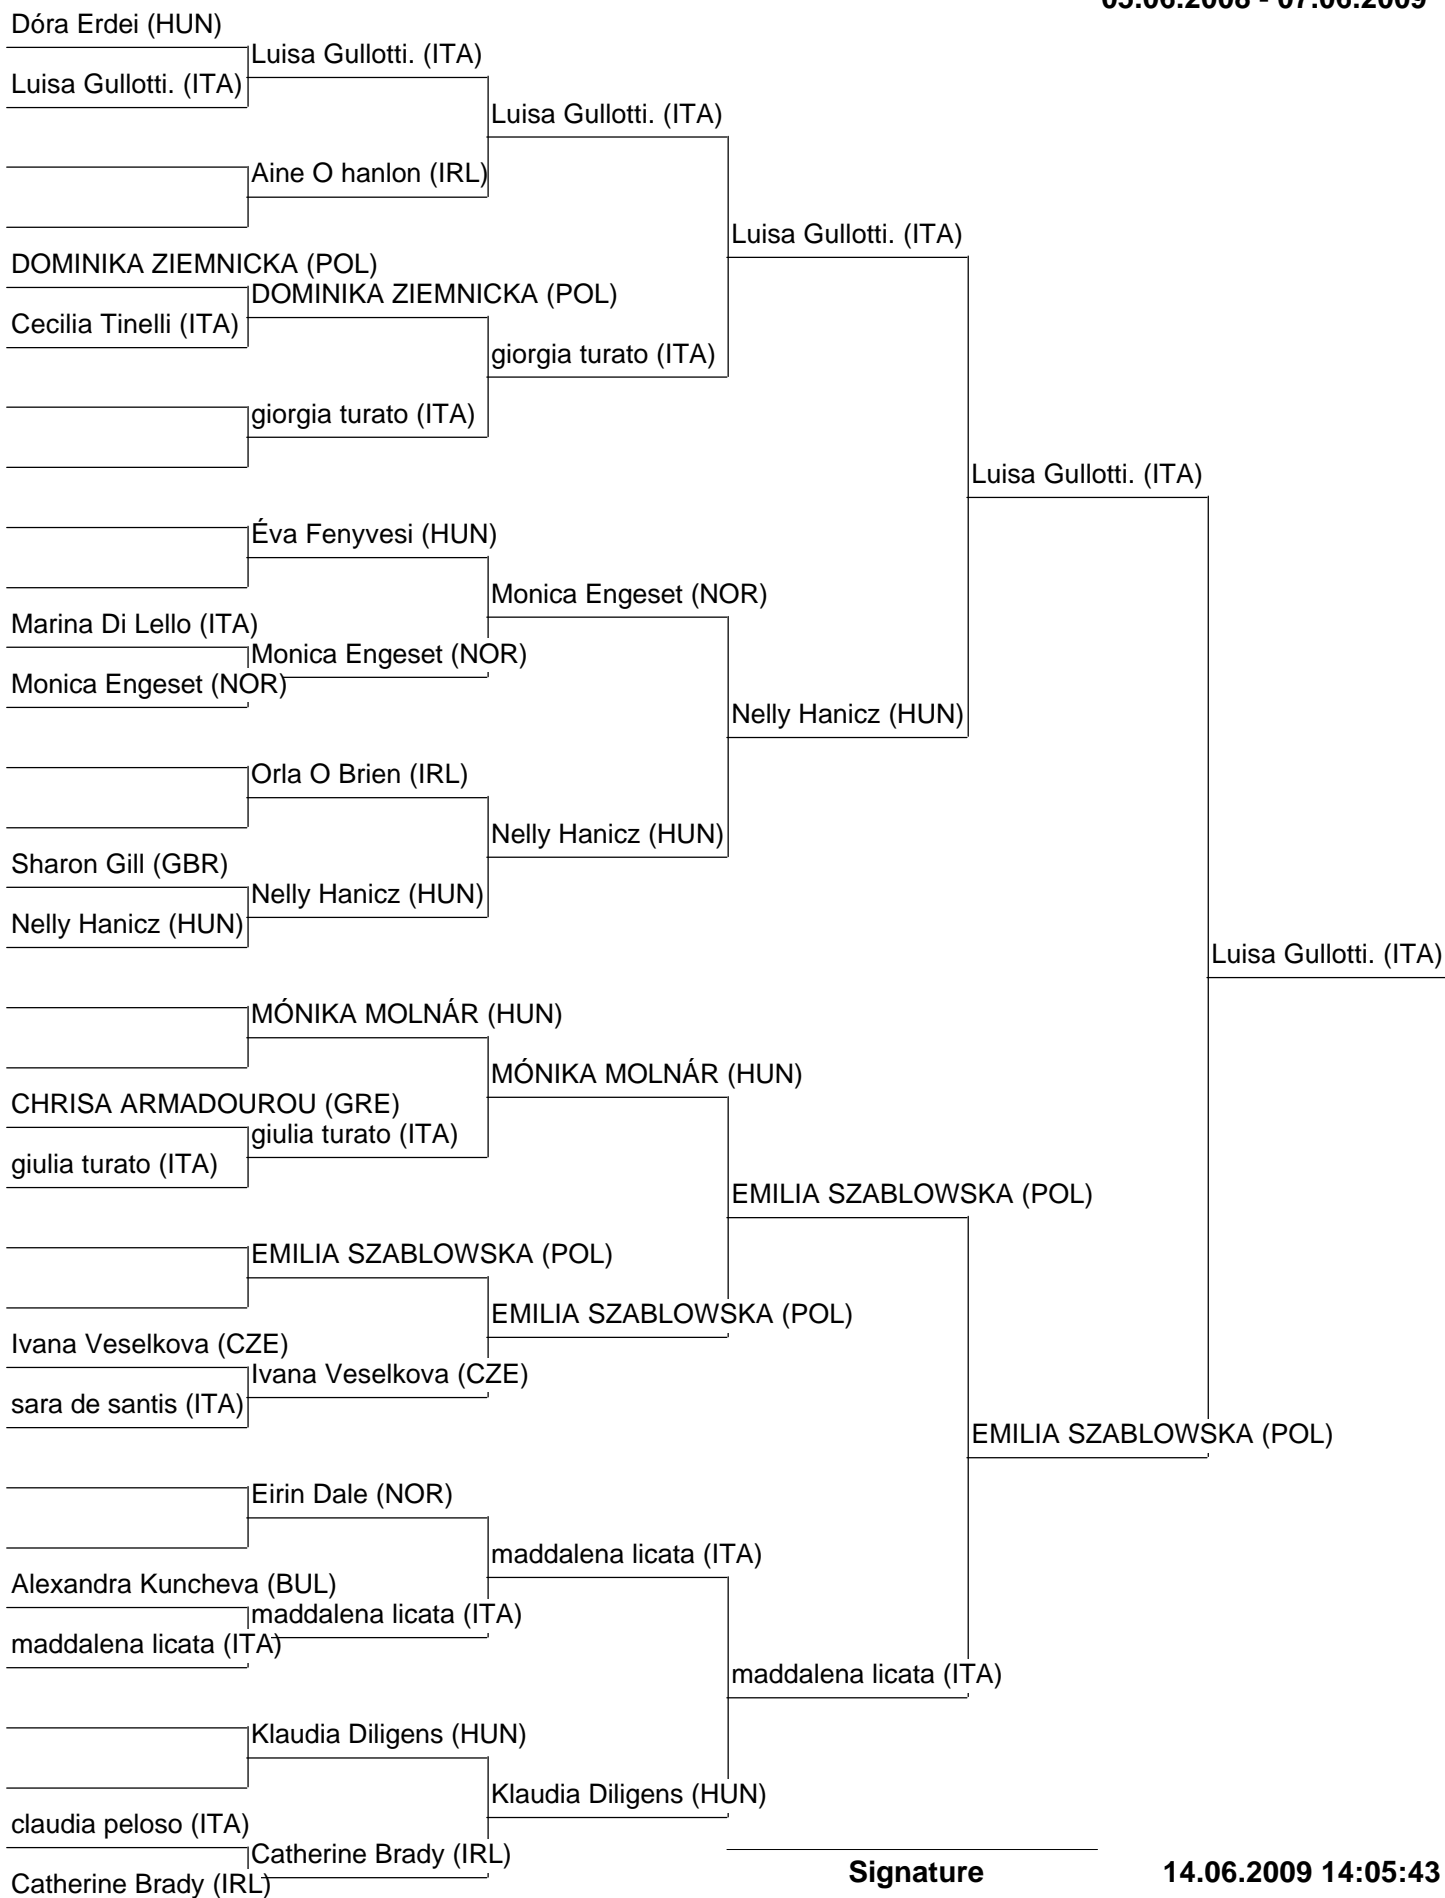 05.06.2008 - 07.06.2009
Dóra Erdei (HUN)
Luisa Gullotti. (ITA)
Luisa Gullotti. (ITA)
Luisa Gullotti. (ITA)
Aine O hanlon (IRL)
Luisa Gullotti. (ITA)
DOMINIKA ZIEMNICKA (POL)
DOMINIKA ZIEMNICKA (POL)
Cecilia Tinelli (ITA)
giorgia turato (ITA)
giorgia turato (ITA)
Luisa Gullotti. (ITA)
Éva Fenyvesi (HUN)
Monica Engeset (NOR)
Marina Di Lello (ITA)
Monica Engeset (NOR)
Monica Engeset (NOR)
Nelly Hanicz (HUN)
Orla O Brien (IRL)
Nelly Hanicz (HUN)
Sharon Gill (GBR)
Nelly Hanicz (HUN)
Nelly Hanicz (HUN)
Luisa Gullotti. (ITA)
MÓNIKA MOLNÁR (HUN)
MÓNIKA MOLNÁR (HUN)
CHRISA ARMADOUROU (GRE)
giulia turato (ITA)
giulia turato (ITA)
EMILIA SZABLOWSKA (POL)
EMILIA SZABLOWSKA (POL)
EMILIA SZABLOWSKA (POL)
Ivana Veselkova (CZE)
Ivana Veselkova (CZE)
sara de santis (ITA)
EMILIA SZABLOWSKA (POL)
Eirin Dale (NOR)
maddalena licata (ITA)
Alexandra Kuncheva (BUL)
maddalena licata (ITA)
maddalena licata (ITA)
maddalena licata (ITA)
Klaudia Diligens (HUN)
Klaudia Diligens (HUN)
claudia peloso (ITA)
Catherine Brady (IRL)
Catherine Brady (IRL)
Signature 14.06.2009 14:05:43